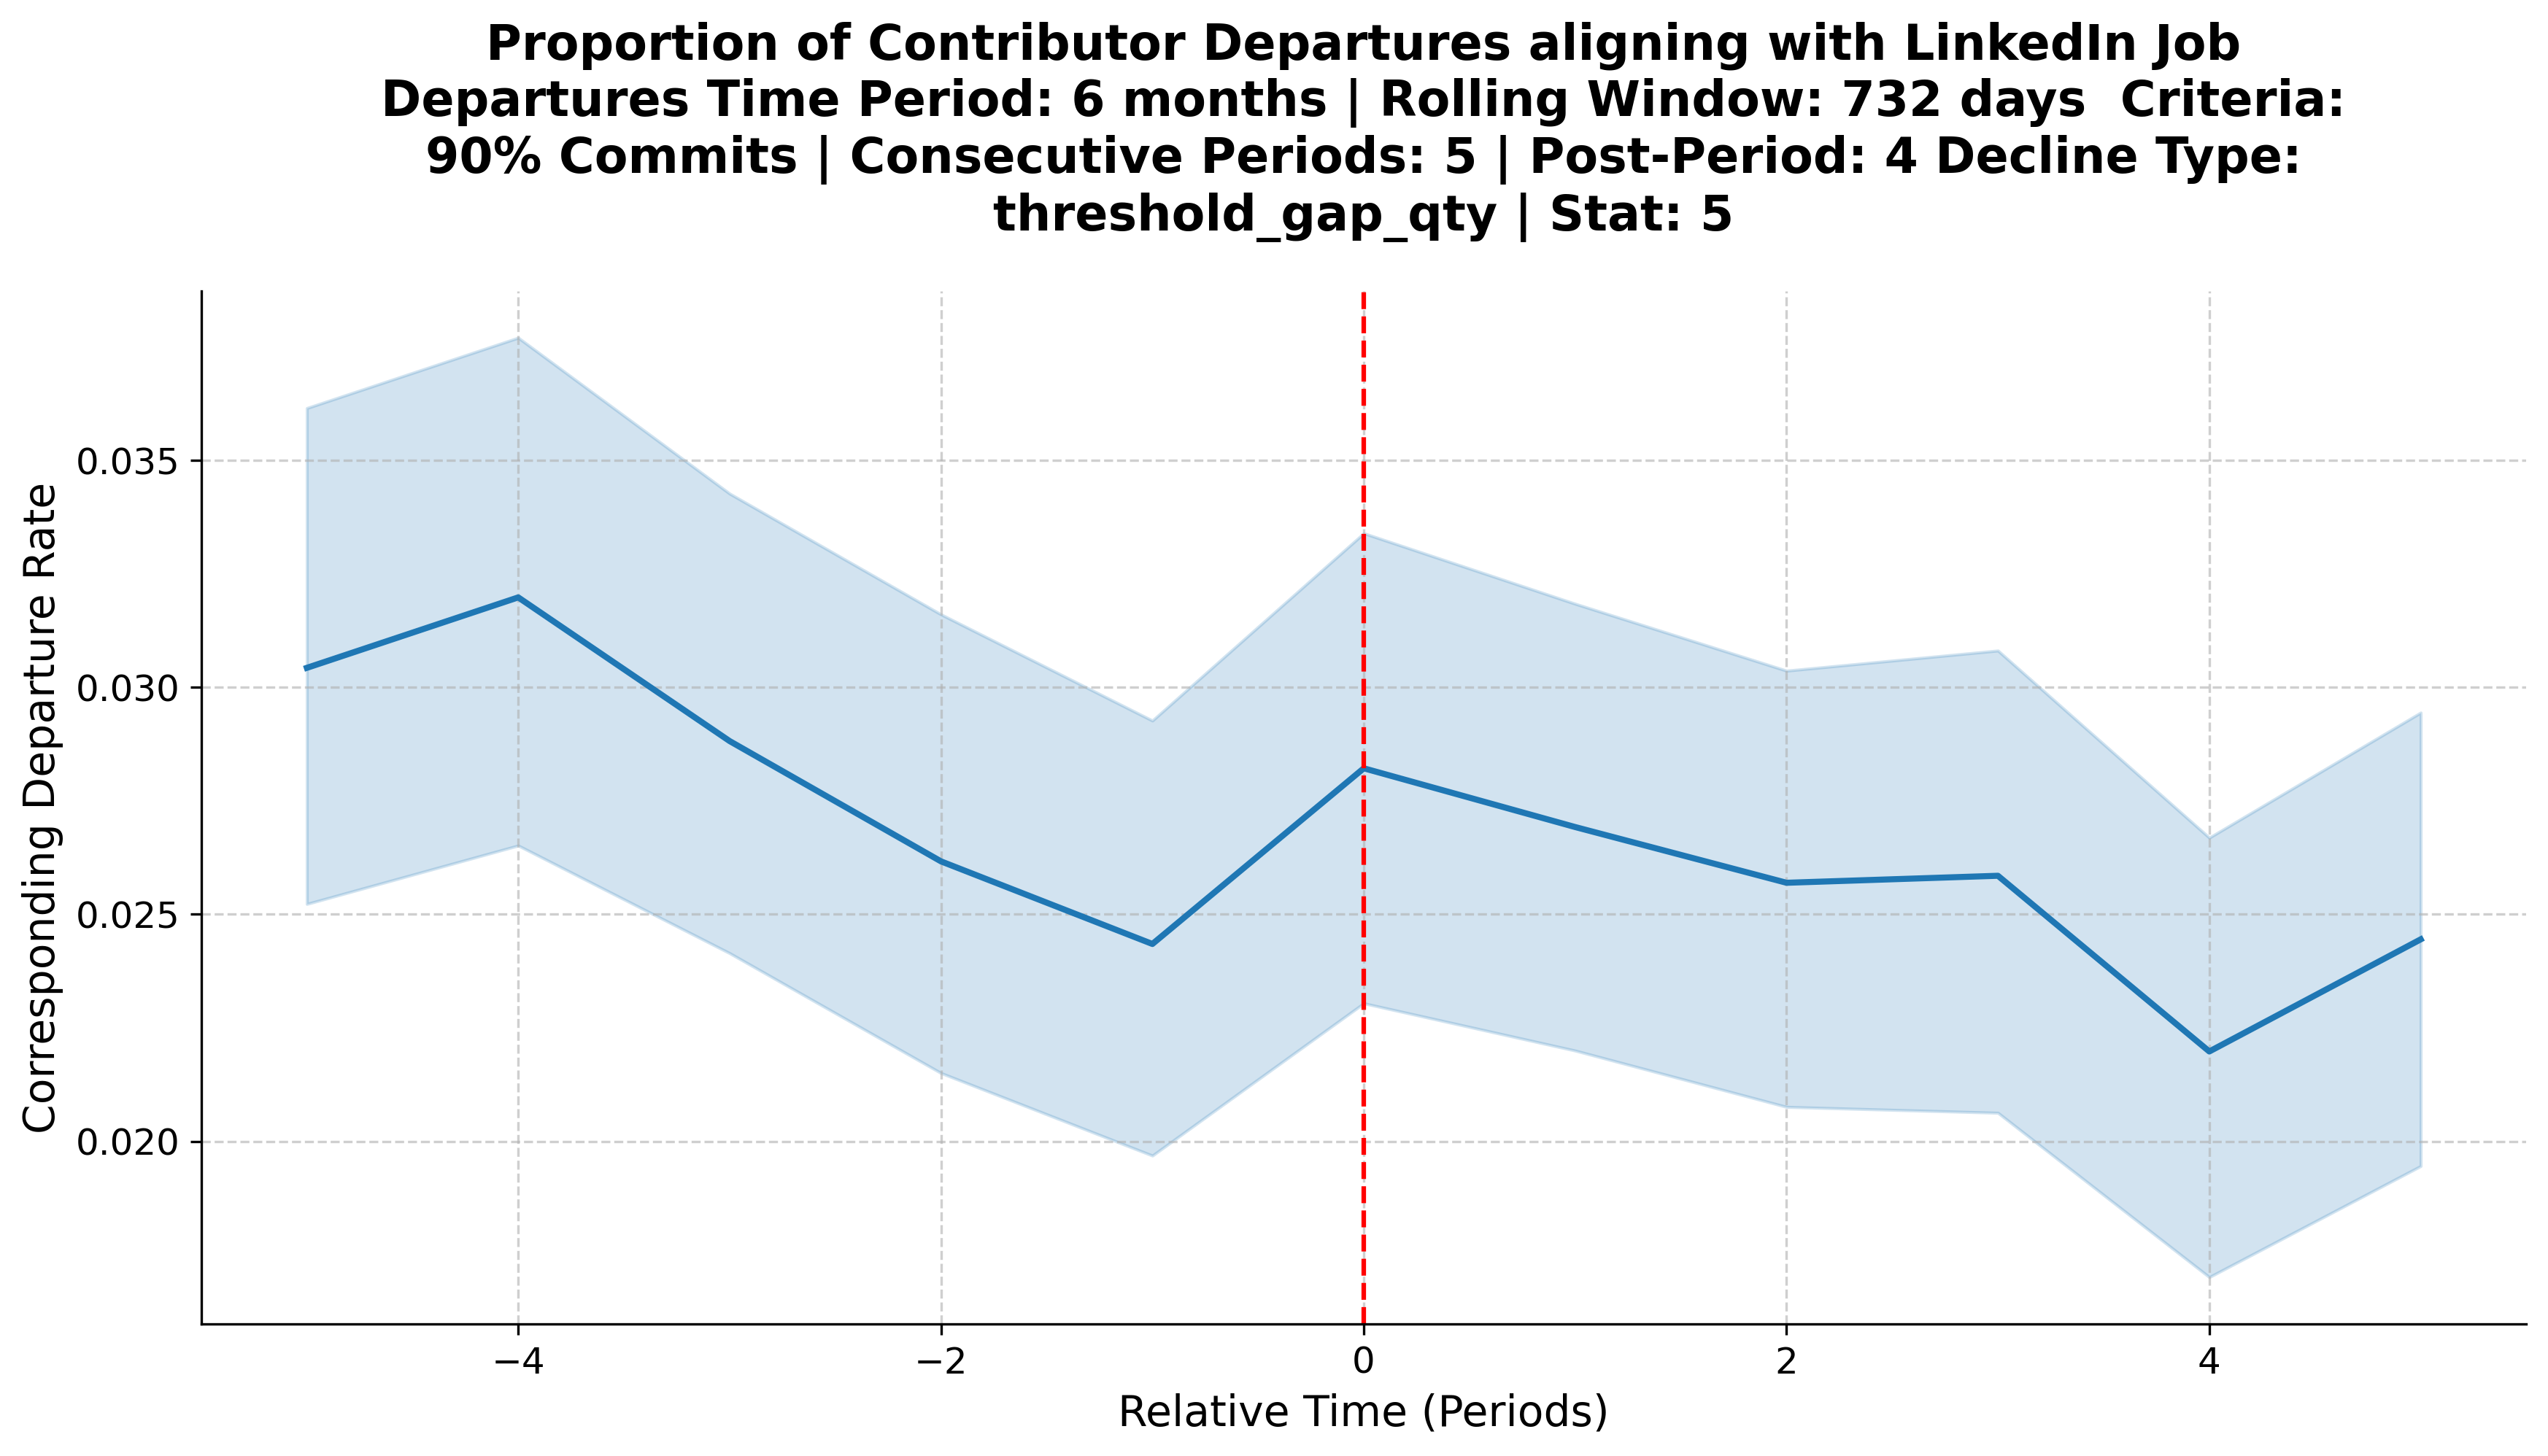 Proportion of Contributor Departures aligning with LinkedIn Job
Departures Time Period: 6 months | Rolling Window: 732 days  Criteria:
90% Commits | Consecutive Periods: 5 | Post-Period: 4 Decline Type:
threshold_gap_qty | Stat: 5
Corresponding Departure Rate
0.035
0.030
0.025
0.020
−4
−2
0
2
4
Relative Time (Periods)